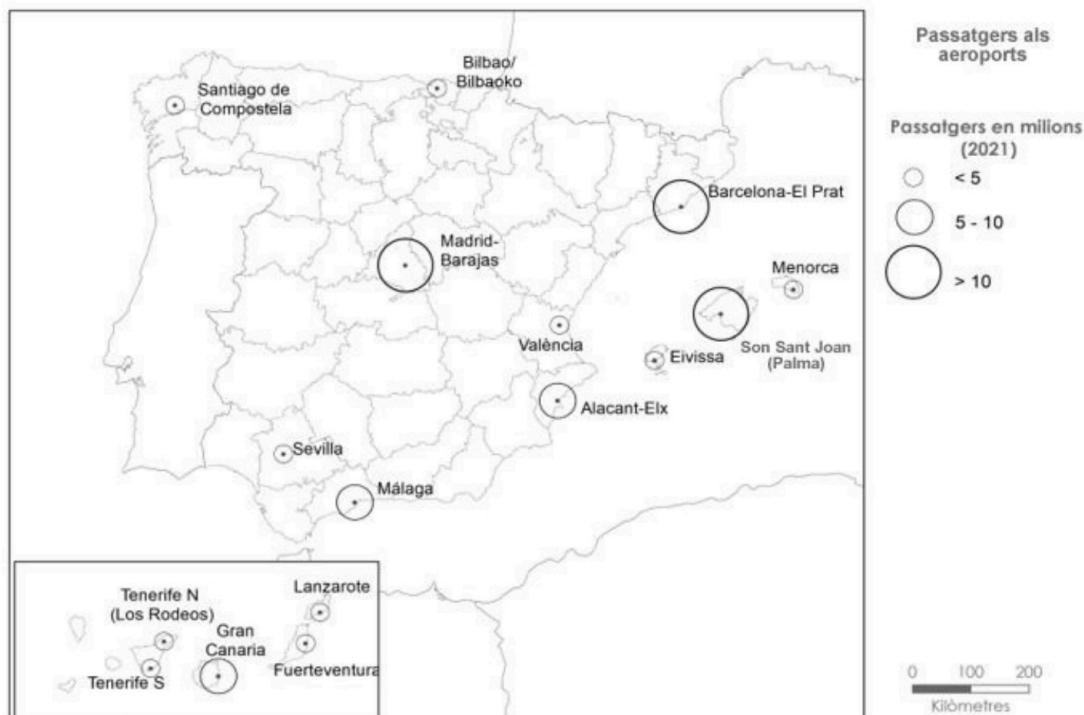 Passatgers als
aeroports
Passatgers en milions
(2021)
< 5
5 - 10
> 10
Bilbao/
Bilbaoko
Santiago de
Compostela
Barcelona-El Prat
Madrid-
Barajas
Menorca
València
Eivissa
Son Sant Joan
(Palma)
Alacant-Elx
Sevilla
Málaga
Lanzarote
Tenerife N
(Los Rodeos)
Gran
Canaria
Fuerteventura
Tenerife S
0 100 200
Kilòmetres